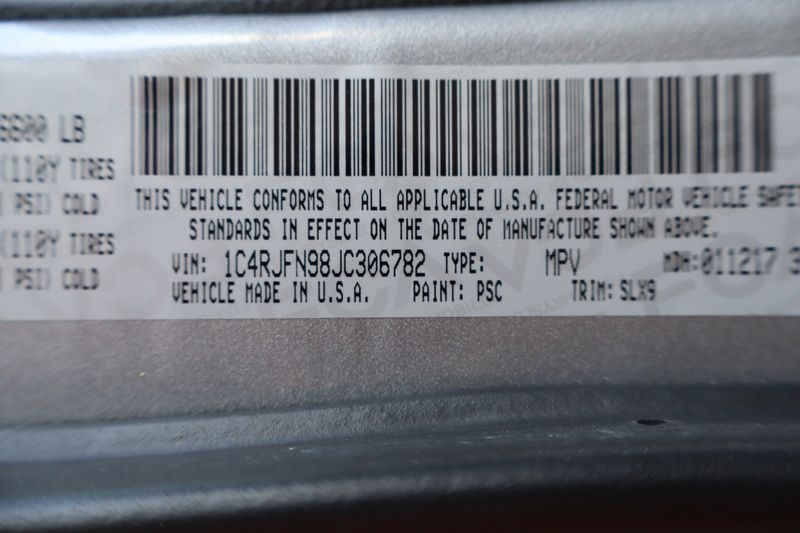 6600 LB
(110Y TIRES
PSI) COLD
(110Y TIRES
PSI) COLD
THIS VEHICLE CONFORMS TO ALL APPLICABLE U.S.A. FEDERAL MOTOR VEHICLE SAFET
STANDARDS IN EFFECT ON THE DATE OF MANUFACTURE SHOWN ABOVE.
VIN: 1C4RJFN98JC306782 TYPE: MPV MDH:011217 3
VEHICLE MADE IN U.S.A. PAINT: PSC TRIM: SLX9